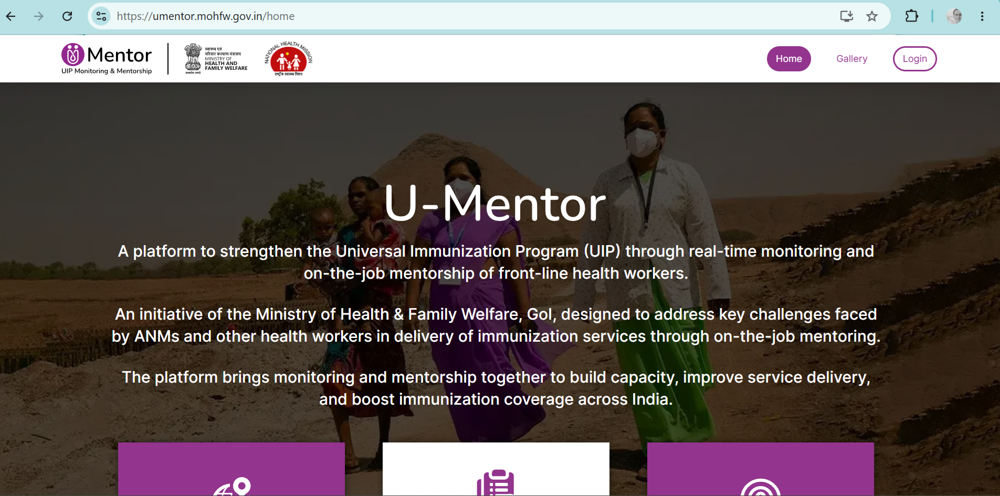 https://umentor.mohfw.gov.in/home
Mentor
UIP Monitoring & Mentorship
स्वास्थ्य एवं
परिवार कल्याण मंत्रालय
MINISTRY OF
HEALTH AND
FAMILY WELFARE
सत्यमेव जयते
NATIONAL HEALTH MISSION
राष्ट्रीय स्वास्थ्य मिशन
Home
Gallery
Login
U-Mentor
A platform to strengthen the Universal Immunization Program (UIP) through real-time monitoring and
on-the-job mentorship of front-line health workers.
An initiative of the Ministry of Health & Family Welfare, GoI, designed to address key challenges faced
by ANMs and other health workers in delivery of immunization services through on-the-job mentoring.
The platform brings monitoring and mentorship together to build capacity, improve service delivery,
and boost immunization coverage across India.